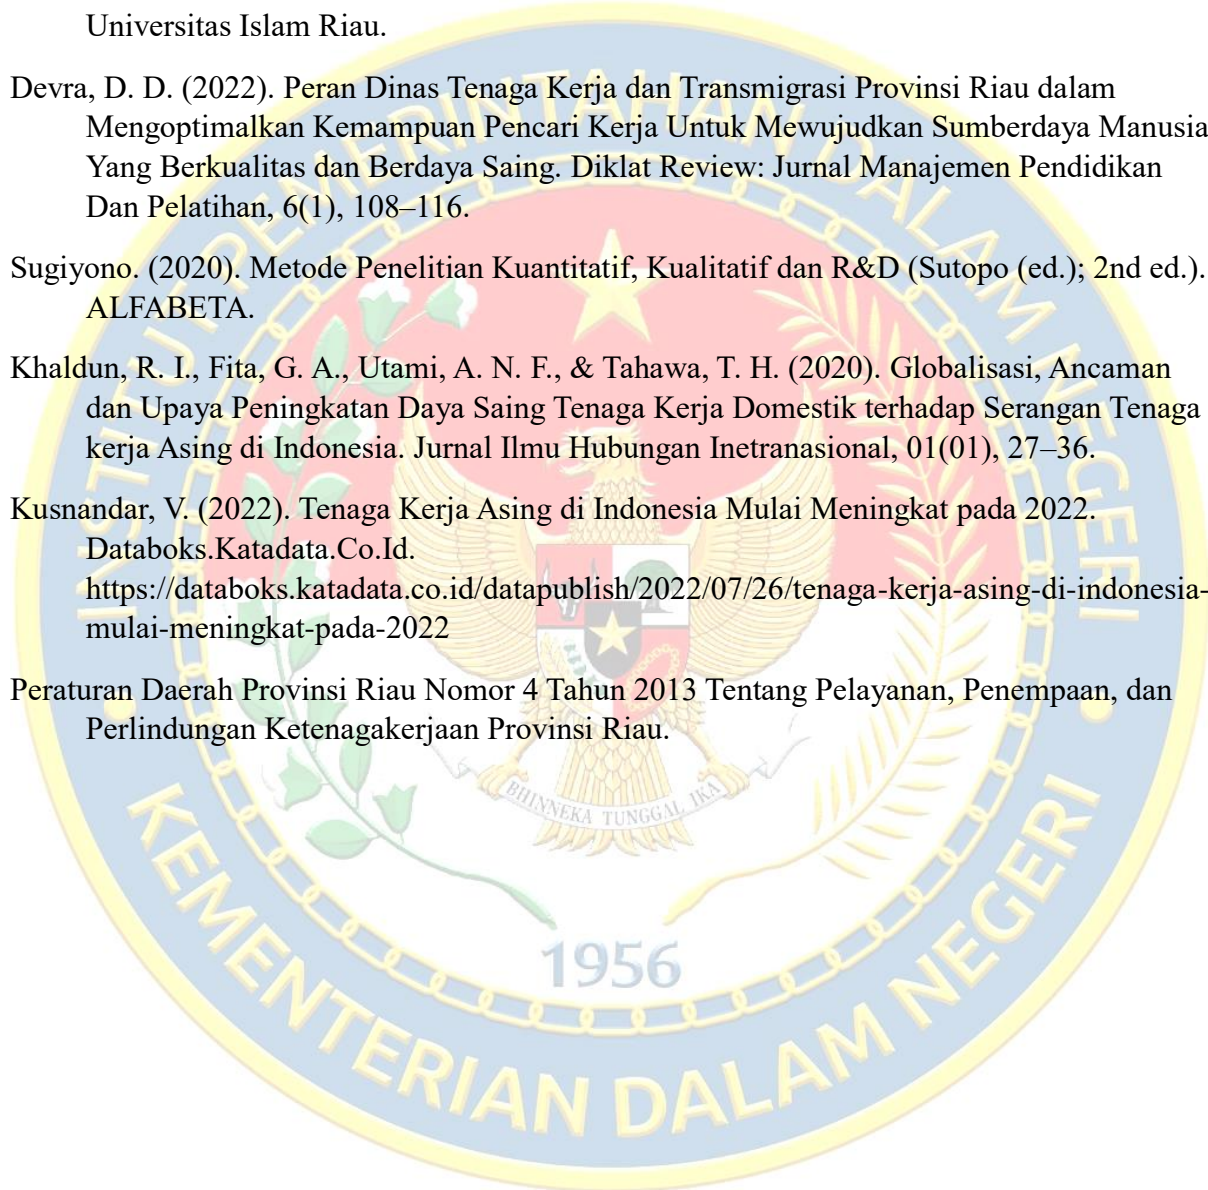 Universitas Islam Riau.
Devra, D. D. (2022). Peran Dinas Tenaga Kerja dan Transmigrasi Provinsi Riau dalam
Mengoptimalkan Kemampuan Pencari Kerja Untuk Mewujudkan Sumberdaya Manusia
Yang Berkualitas dan Berdaya Saing. Diklat Review: Jurnal Manajemen Pendidikan
Dan Pelatihan, 6(1), 108–116.
Sugiyono. (2020). Metode Penelitian Kuantitatif, Kualitatif dan R&D (Sutopo (ed.); 2nd ed.).
ALFABETA.
Khaldun, R. I., Fita, G. A., Utami, A. N. F., & Tahawa, T. H. (2020). Globalisasi, Ancaman
dan Upaya Peningkatan Daya Saing Tenaga Kerja Domestik terhadap Serangan Tenaga
kerja Asing di Indonesia. Jurnal Ilmu Hubungan Inetranasional, 01(01), 27–36.
Kusnandar, V. (2022). Tenaga Kerja Asing di Indonesia Mulai Meningkat pada 2022.
Databoks.Katadata.Co.Id.
https://databoks.katadata.co.id/datapublish/2022/07/26/tenaga-kerja-asing-di-indonesia-
mulai-meningkat-pada-2022
Peraturan Daerah Provinsi Riau Nomor 4 Tahun 2013 Tentang Pelayanan, Penempaan, dan
Perlindungan Ketenagakerjaan Provinsi Riau.
INSTITUT PEMERINTAHAN DALAM NEGERI
BHINNEKA TUNGGAL IKA
1956
KEMENTERIAN DALAM NEGERI